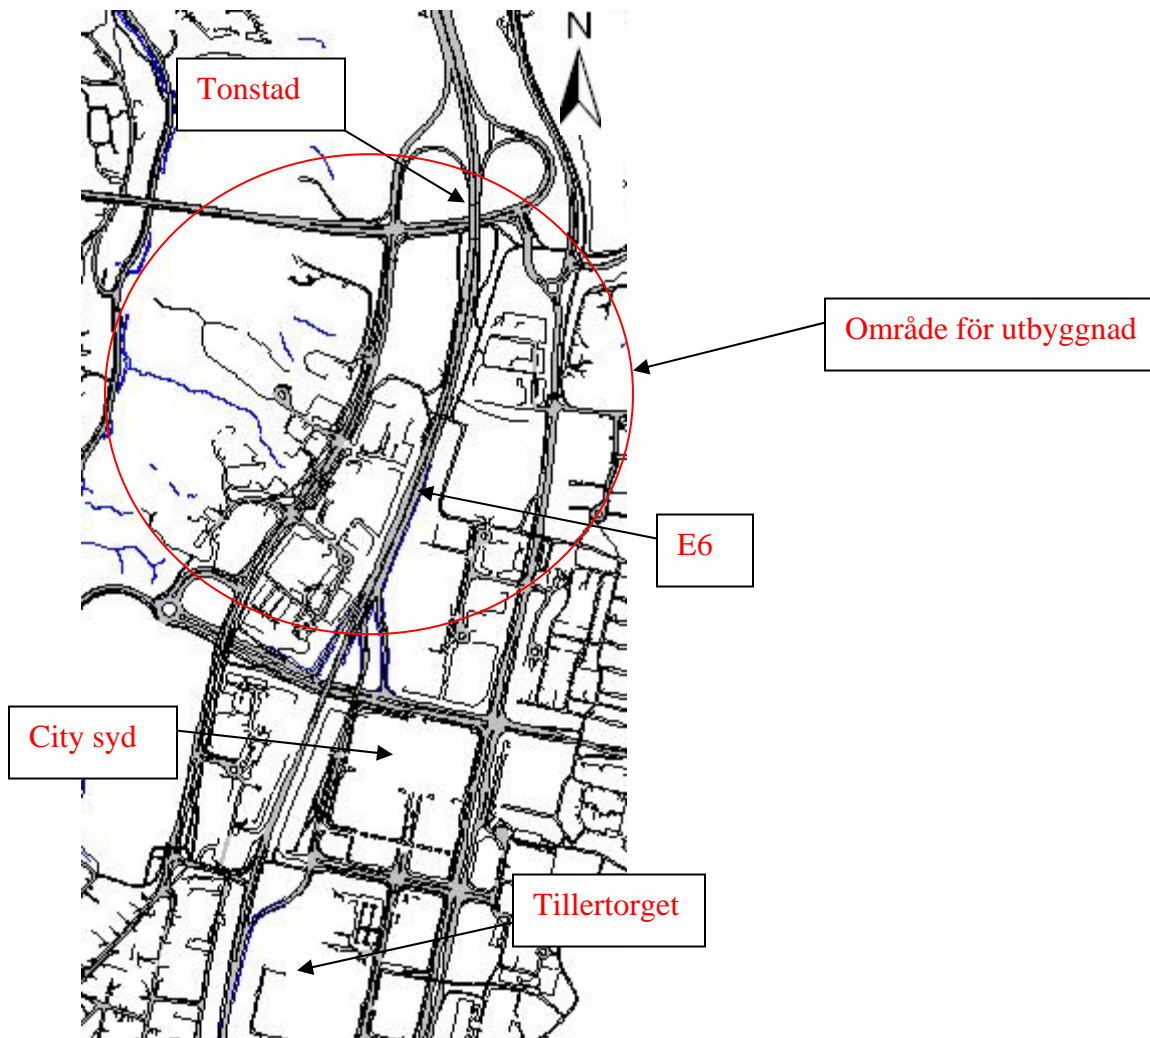 N
Tonstad
Område för utbyggnad
E6
City syd
Tillertorget